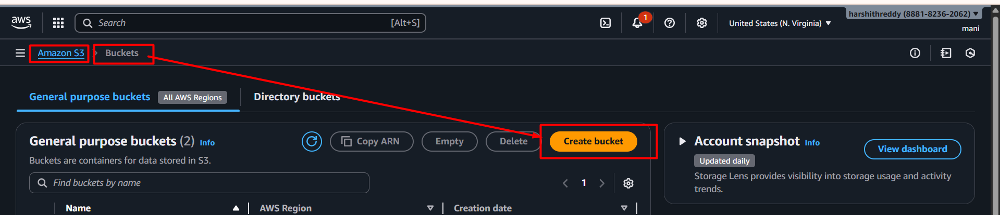 aws
Search [Alt+S]
1
United States (N. Virginia)
harshithreddy (8881-8236-2062)
mani
Amazon S3
Buckets
General purpose buckets All AWS Regions
Directory buckets
General purpose buckets (2) Info
Copy ARN
Empty
Delete
Create bucket
Buckets are containers for data stored in S3.
Find buckets by name
1
Name
AWS Region
Creation date
Account snapshot Info
Updated daily
View dashboard
Storage Lens provides visibility into storage usage and activity
trends.